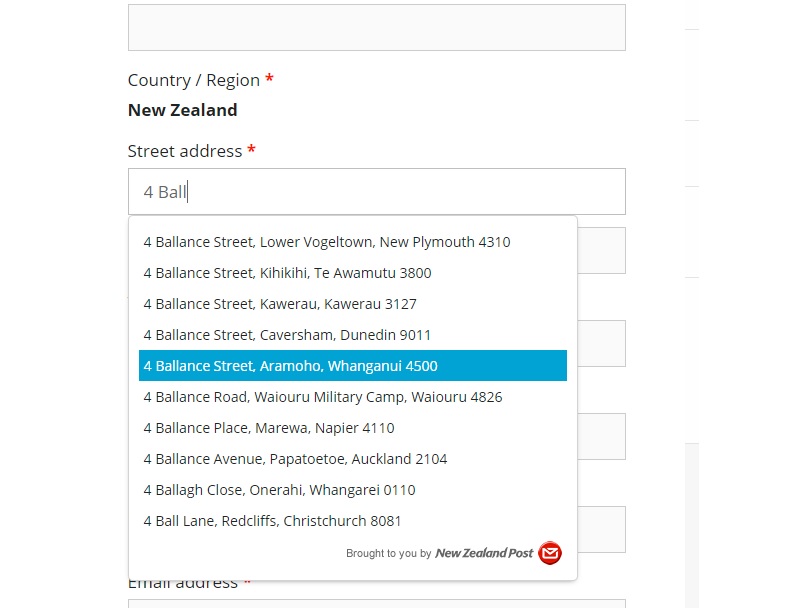 Country / Region *
New Zealand
Street address *
4 Ball
4 Ballance Street, Lower Vogeltown, New Plymouth 4310
4 Ballance Street, Kihikihi, Te Awamutu 3800
4 Ballance Street, Kawerau, Kawerau 3127
4 Ballance Street, Caversham, Dunedin 9011
4 Ballance Street, Aramoho, Whanganui 4500
4 Ballance Road, Waiouru Military Camp, Waiouru 4826
4 Ballance Place, Marewa, Napier 4110
4 Ballance Avenue, Papatoetoe, Auckland 2104
4 Ballagh Close, Onerahi, Whangarei 0110
4 Ball Lane, Redcliffs, Christchurch 8081
Brought to you by New Zealand Post
Email address *